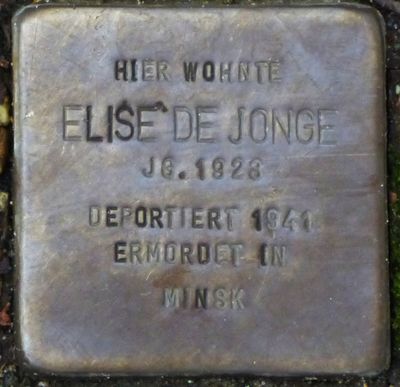 HIER WOHNTE
ELISE DE JONGE
JG. 1928
DEPORTIERT 1941
ERMORDET IN
MINSK